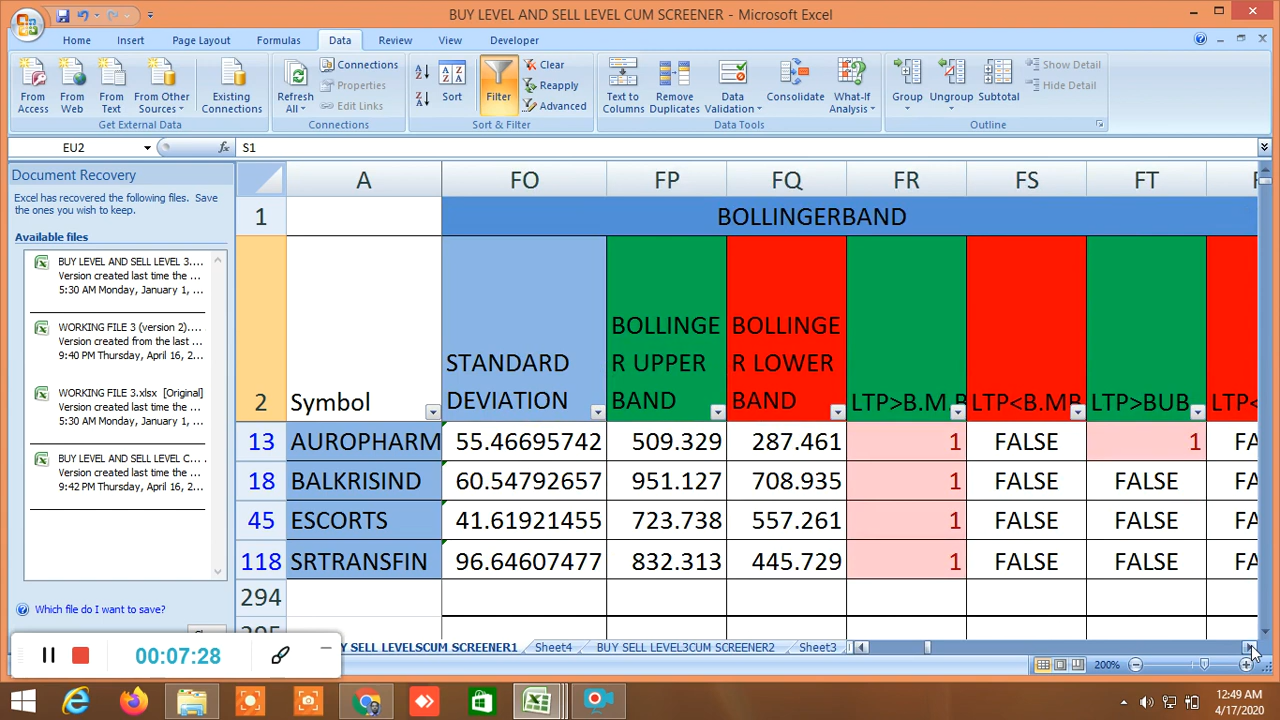 BUY LEVEL AND SELL LEVEL CUM SCREENER - Microsoft Excel
Home Insert Page Layout Formulas Data Review View Developer
From Access
From Web
From Text
From Other Sources
Existing Connections
Get External Data
Refresh All
Connections
Properties
Edit Links
Connections
Sort
Filter
Clear
Reapply
Advanced
Sort & Filter
Text to Columns
Remove Duplicates
Data Validation
Consolidate
What-If Analysis
Data Tools
Group
Ungroup
Subtotal
Show Detail
Hide Detail
Outline
EU2 fx S1
Document Recovery
Excel has recovered the following files. Save
the ones you wish to keep.
Available files
BUY LEVEL AND SELL LEVEL 3....
Version created last time the ...
5:30 AM Monday, January 1, ...
WORKING FILE 3 (version 2)....
Version created from the last ...
9:40 PM Thursday, April 16, 2...
WORKING FILE 3.xlsx [Original]
Version created last time the ...
5:30 AM Monday, January 1, ...
BUY LEVEL AND SELL LEVEL C....
Version created last time the ...
9:42 PM Thursday, April 16, 2...
Which file do I want to save?
A FO FP FQ FR FS FT
1 BOLLINGERBAND
2 Symbol
STANDARD
DEVIATION
BOLLINGE
R UPPER
BAND
BOLLINGE
R LOWER
BAND
LTP>B.M.B
LTP<B.MB
LTP>BUB
LTP<
13 AUROPHARM 55.46695742 509.329 287.461 1 FALSE 1 FA
18 BALKRISIND 60.54792657 951.127 708.935 1 FALSE FALSE FA
45 ESCORTS 41.61921455 723.738 557.261 1 FALSE FALSE FA
118 SRTRANSFIN 96.64607477 832.313 445.729 1 FALSE FALSE FA
294
295
BUY SELL LEVELSCUM SCREENER1 Sheet4 BUY SELL LEVEL3CUM SCREENER2 Sheet3
00:07:28
200%
12:49 AM
4/17/2020